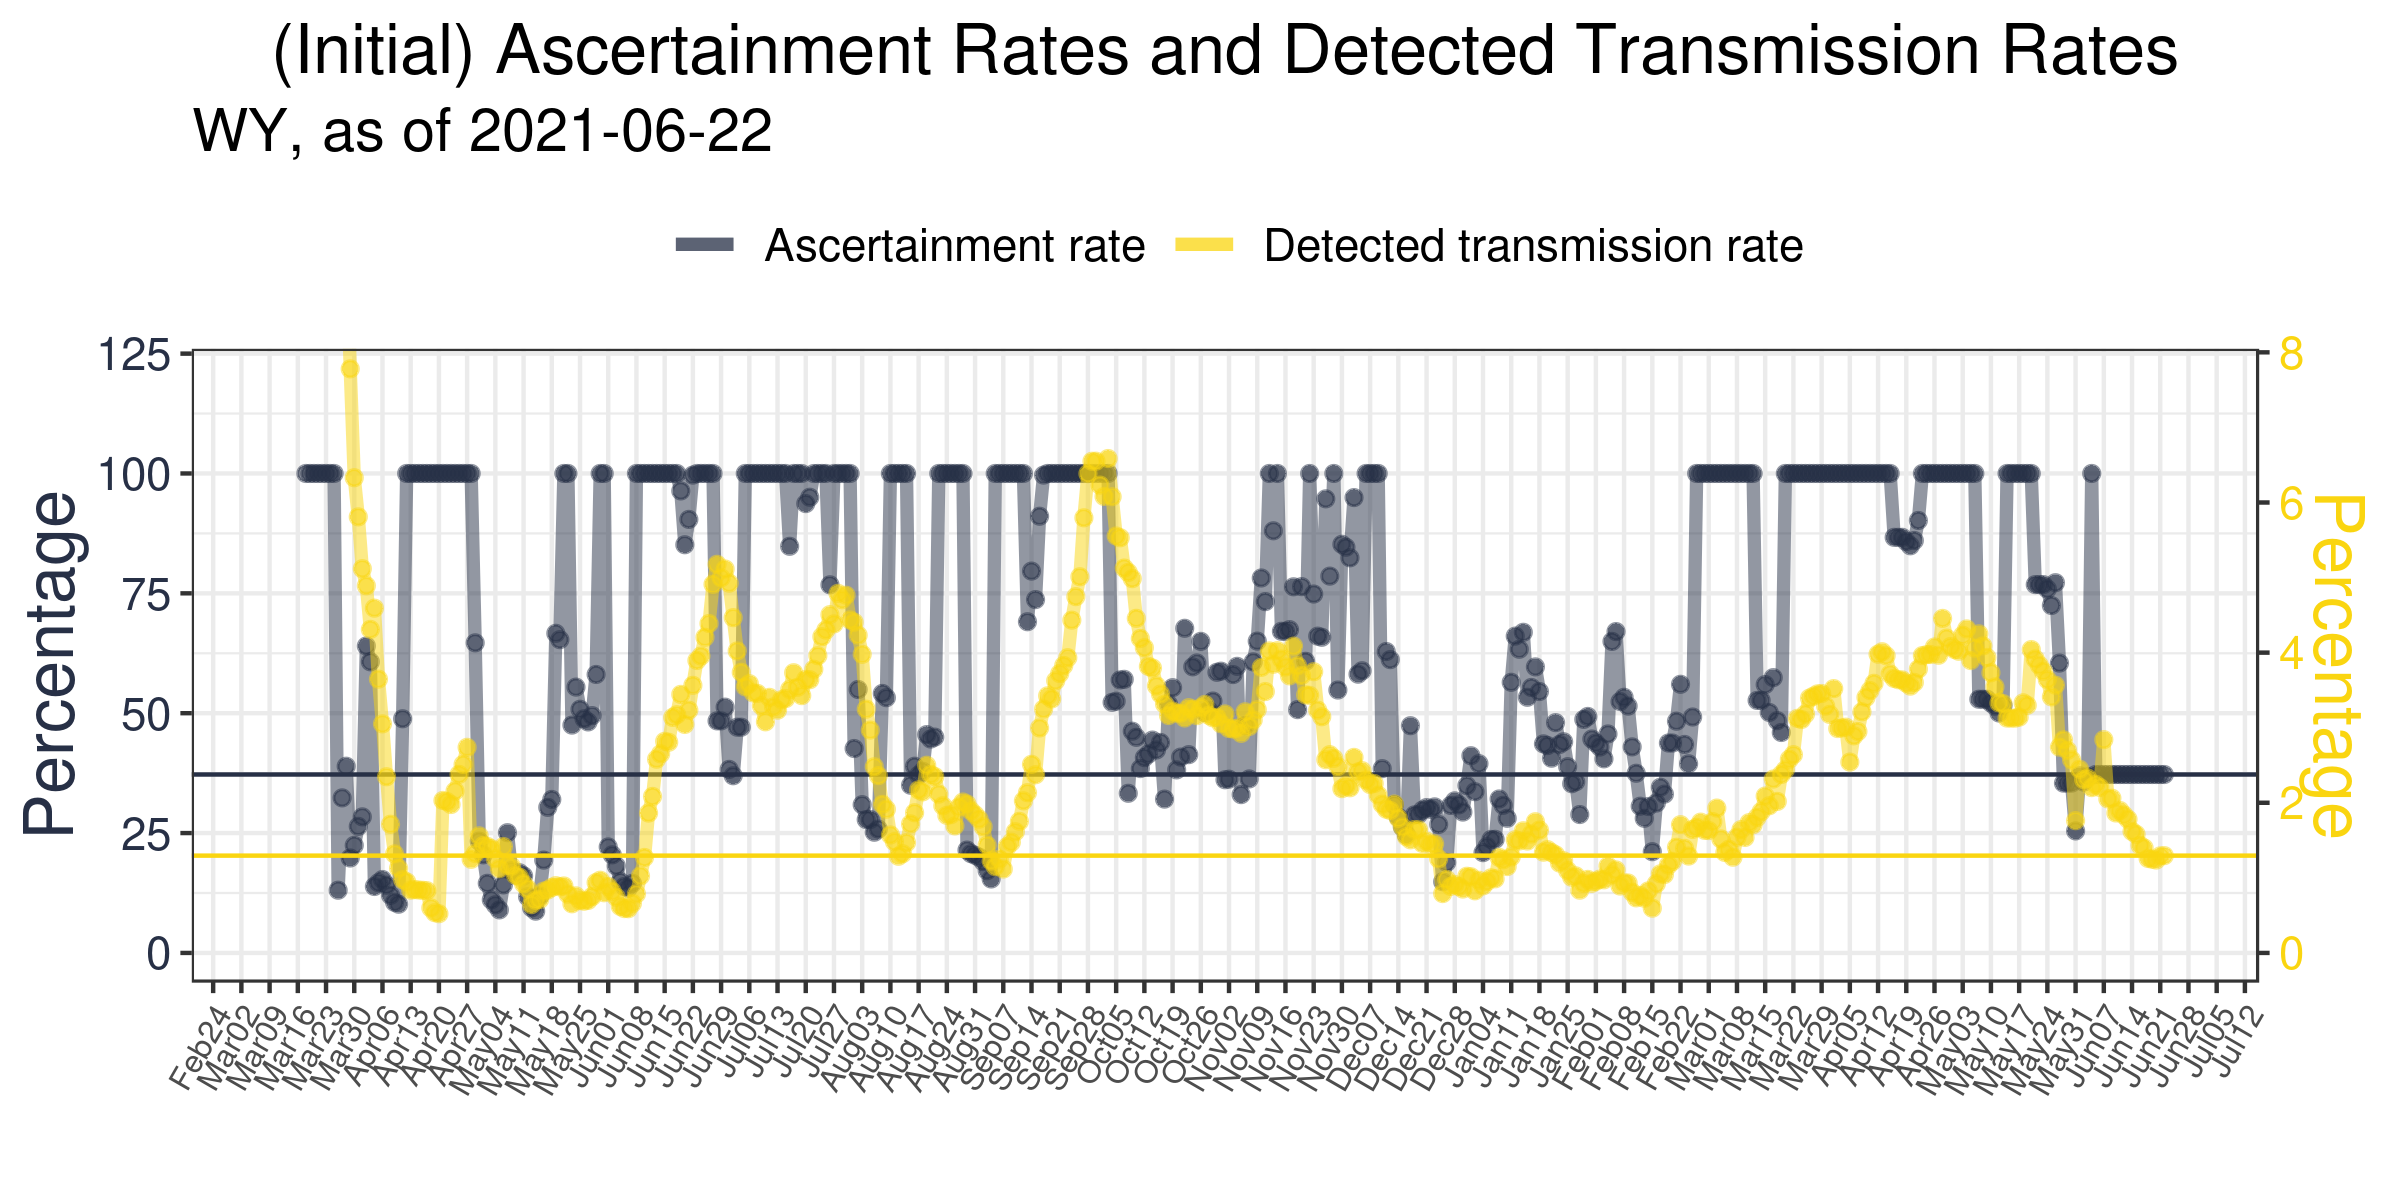 (Initial) Ascertainment Rates and Detected Transmission Rates
WY, as of 2021-06-22
Ascertainment rate
Detected transmission rate
Percentage
125
100
75
50
25
0
8
6
4
2
0
Percentage
Feb24
Mar02
Mar09
Mar16
Mar23
Mar30
Apr06
Apr13
Apr20
Apr27
May04
May11
May18
May25
Jun01
Jun08
Jun15
Jun22
Jun29
Jul06
Jul13
Jul20
Jul27
Aug03
Aug10
Aug17
Aug24
Aug31
Sep07
Sep14
Sep21
Sep28
Oct05
Oct12
Oct19
Oct26
Nov02
Nov09
Nov16
Nov23
Nov30
Dec07
Dec14
Dec21
Dec28
Jan04
Jan11
Jan18
Jan25
Feb01
Feb08
Feb15
Feb22
Mar01
Mar08
Mar15
Mar22
Mar29
Apr05
Apr12
Apr19
Apr26
May03
May10
May17
May24
May31
Jun07
Jun14
Jun21
Jun28
Jul05
Jul12